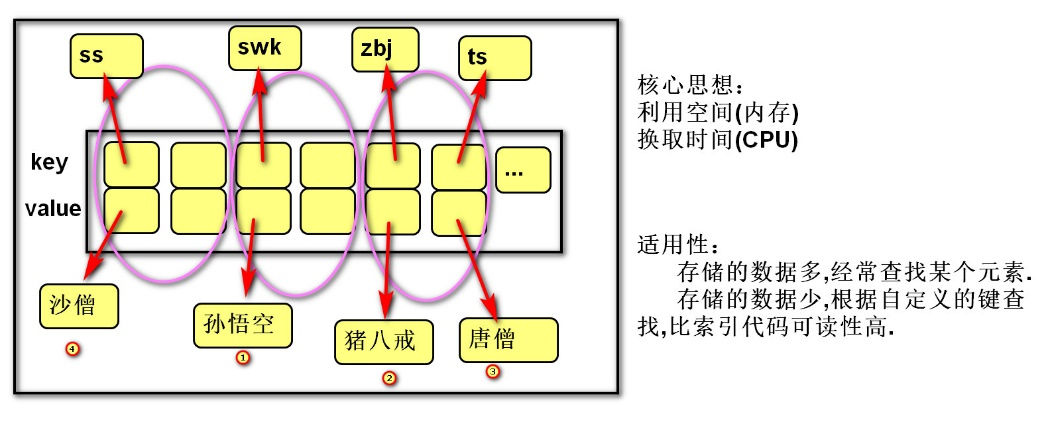 ss
swk
zbj
ts
key
...
value
沙僧
孙悟空
猪八戒
唐僧
④
①
②
③
核心思想：
利用空间(内存)
换取时间(CPU)
适用性：
存储的数据多,经常查找某个元素.
存储的数据少,根据自定义的键查
找,比索引代码可读性高.